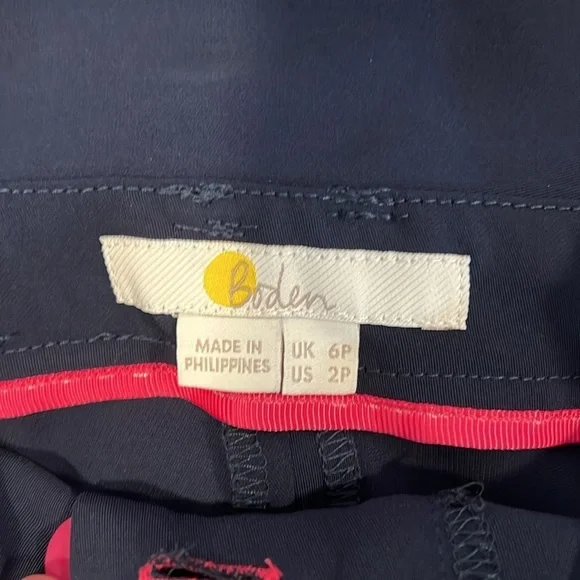 Boden
MADE IN
PHILIPPINES
UK 6P
US 2P